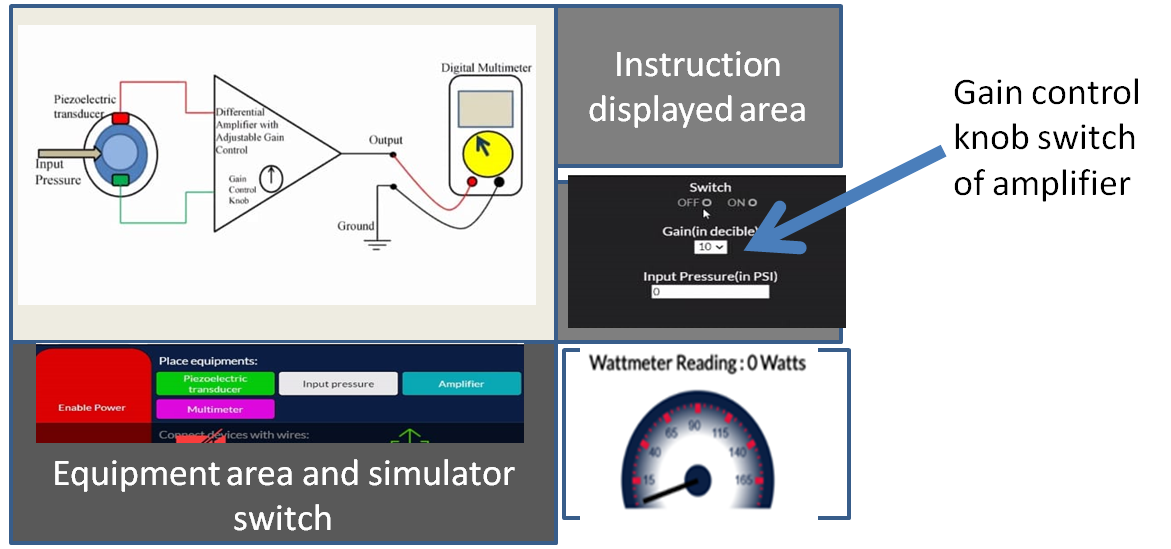 Digital Multimeter
Piezoelectric
transducer
Differential
Amplifier with
Adjustable Gain
Control
Output
Input
Pressure
Gain
Control
Knob
Ground
Instruction
displayed area
Gain control
knob switch
of amplifier
Switch
OFF ON
Gain(in decible)
10
Input Pressure(in PSI)
0
Place equipments:
Piezoelectric
transducer
Input pressure
Amplifier
Enable Power
Multimeter
Connect devices with wires:
Equipment area and simulator
switch
Wattmeter Reading : 0 Watts
15
40
65
90
115
140
165